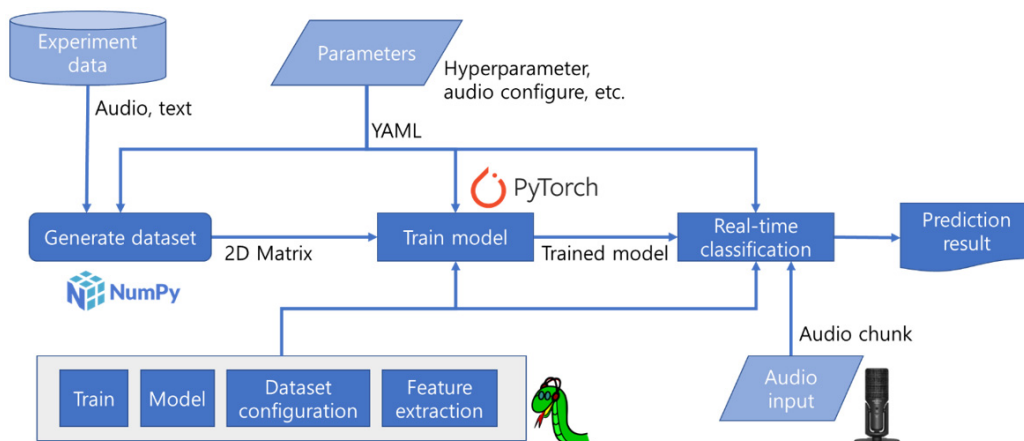 Experiment
data
Parameters
Hyperparameter,
audio configure, etc.
Audio, text
YAML
PyTorch
Generate dataset
2D Matrix
Train model
Trained model
Real-time
classification
Prediction
result
NumPy
Audio chunk
Train
Model
Dataset
configuration
Feature
extraction
Audio
input